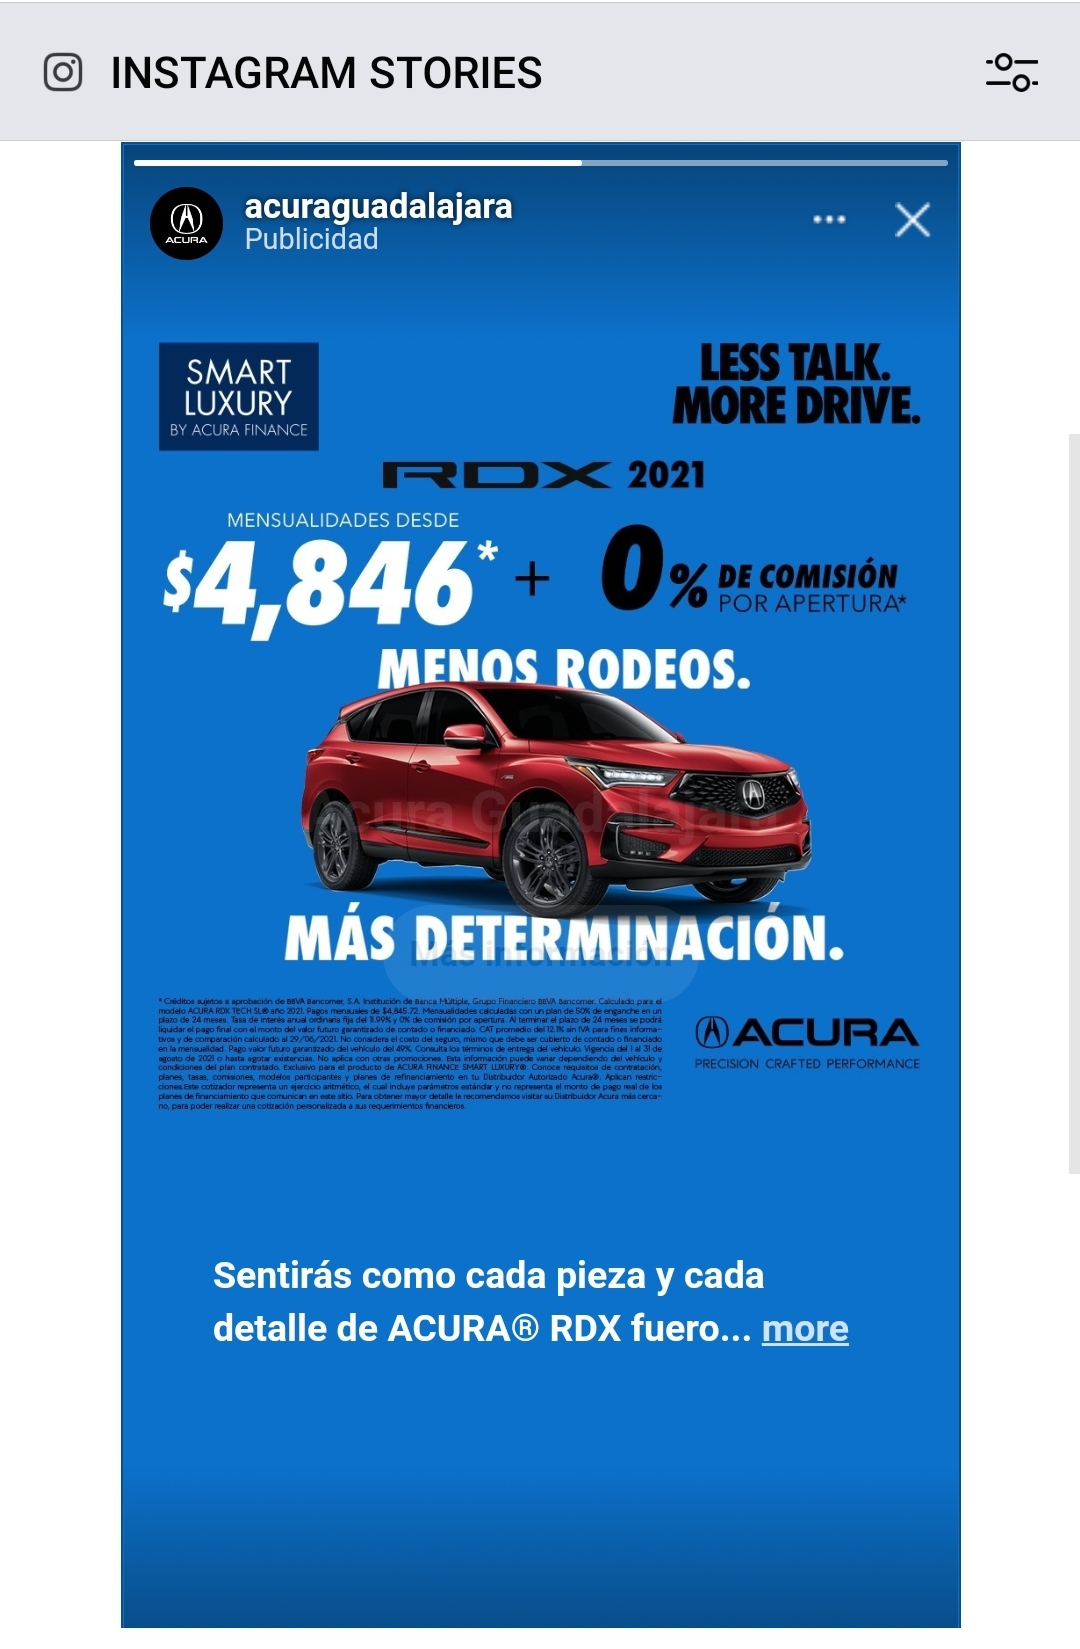 INSTAGRAM STORIES
acuraguadalajara
Publicidad
ACURA
SMART
LUXURY
BY ACURA FINANCE
LESS TALK.
MORE DRIVE.
RDX 2021
MENSUALIDADES DESDE
$4,846* + 0% DE COMISIÓN
POR APERTURA*
MENOS RODEOS.
Acura Guadalajara
MÁS DETERMINACIÓN.
Más información
* Créditos sujetos a aprobación de BBVA Bancomer, S.A. Institución de Banca Múltiple, Grupo Financiero BBVA Bancomer. Calculado para el
modelo ACURA RDX TECH SL® año 2021. Pagos mensuales de $4,845.72. Mensualidades calculadas con un plan de 50% de enganche en un
plazo de 24 meses. Tasa de interés anual ordinaria fija del 11.99% y 0% de comisión por apertura. Al terminar el plazo de 24 meses se podrá
liquidar el pago final con el monto del valor futuro garantizado de contado o financiado. CAT promedio del 12.1% sin IVA para fines informa-
tivos y de comparación calculado al 29/06/2021. No considera el costo del seguro, mismo que debe ser cubierto de contado o financiado
en la mensualidad. Pago valor futuro garantizado del vehículo del 49%. Consulta los términos de entrega del vehículo. Vigencia del 1 al 31 de
agosto de 2021 o hasta agotar existencias. No aplica con otras promociones. Esta información puede variar dependiendo del vehículo y
condiciones del plan contratado. Exclusivo para el producto de ACURA FINANCE SMART LUXURY®. Conoce requisitos de contratación,
planes, tasas, comisiones, modelos participantes y planes de refinanciamiento en tu Distribuidor Autorizado Acura®. Aplican restric-
ciones.Este cotizador representa un ejercicio aritmético, el cual incluye parámetros estándar y no representa el monto de pago real de los
planes de financiamiento que comunican en este sitio. Para obtener mayor detalle le recomendamos visitar su Distribuidor Acura más cerca-
no, para poder realizar una cotización personalizada a sus requerimientos financieros.
ACURA
PRECISION CRAFTED PERFORMANCE
Sentirás como cada pieza y cada
detalle de ACURA® RDX fuero... more